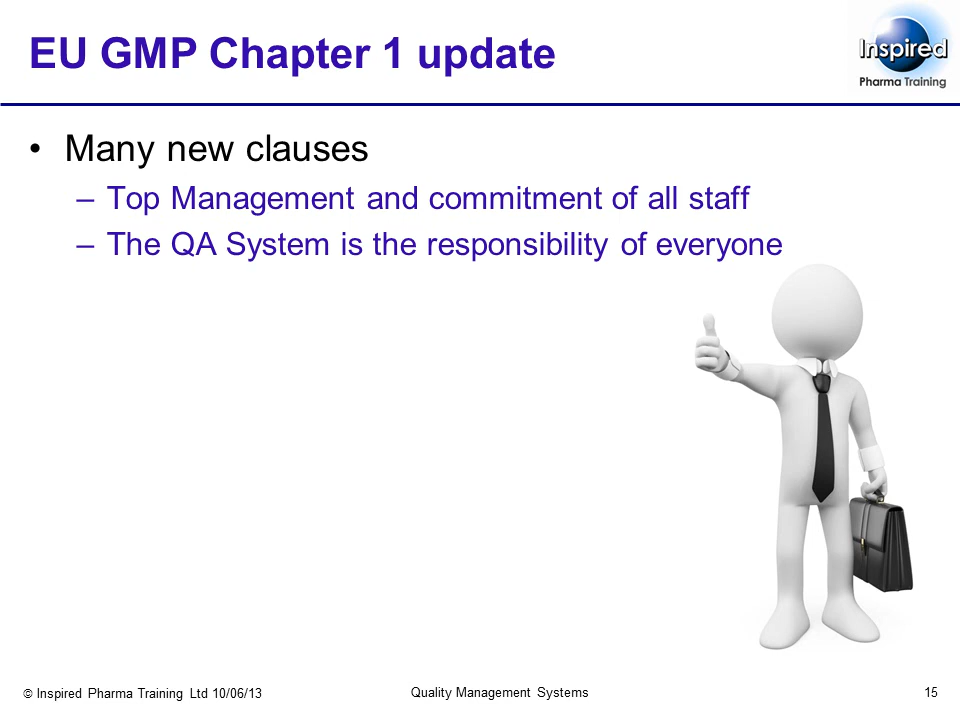 EU GMP Chapter 1 update
Inspired
Pharma Training
• Many new clauses
– Top Management and commitment of all staff
– The QA System is the responsibility of everyone
© Inspired Pharma Training Ltd 10/06/13
Quality Management Systems
15